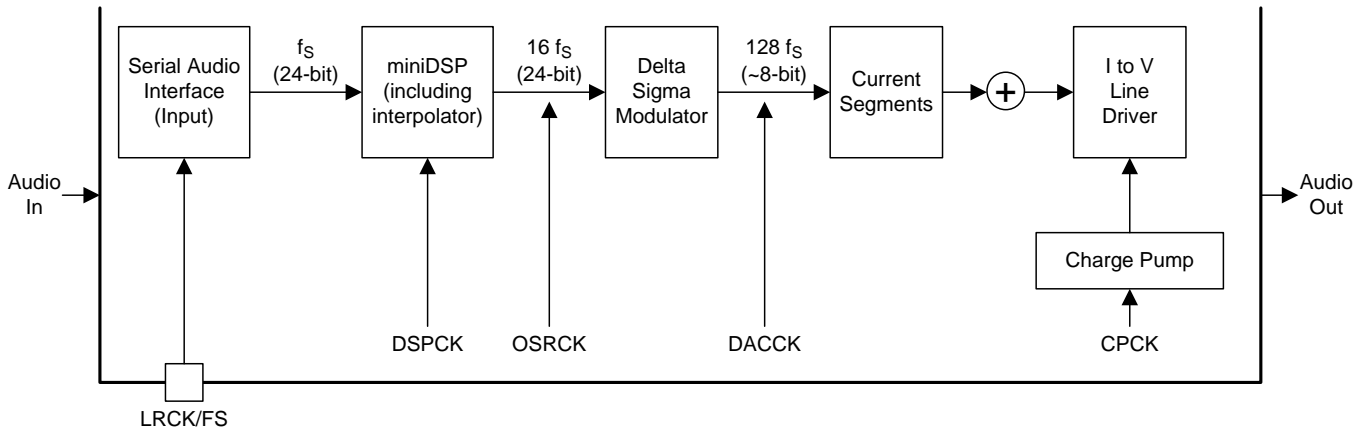 Serial Audio
Interface
(Input)
fS
(24-bit)
miniDSP
(including
interpolator)
16 fS
(24-bit)
Delta
Sigma
Modulator
128 fS
(~8-bit)
Current
Segments
+
I to V
Line
Driver
Audio
In
Audio
Out
Charge Pump
DSPCK
OSRCK
DACCK
CPCK
LRCK/FS